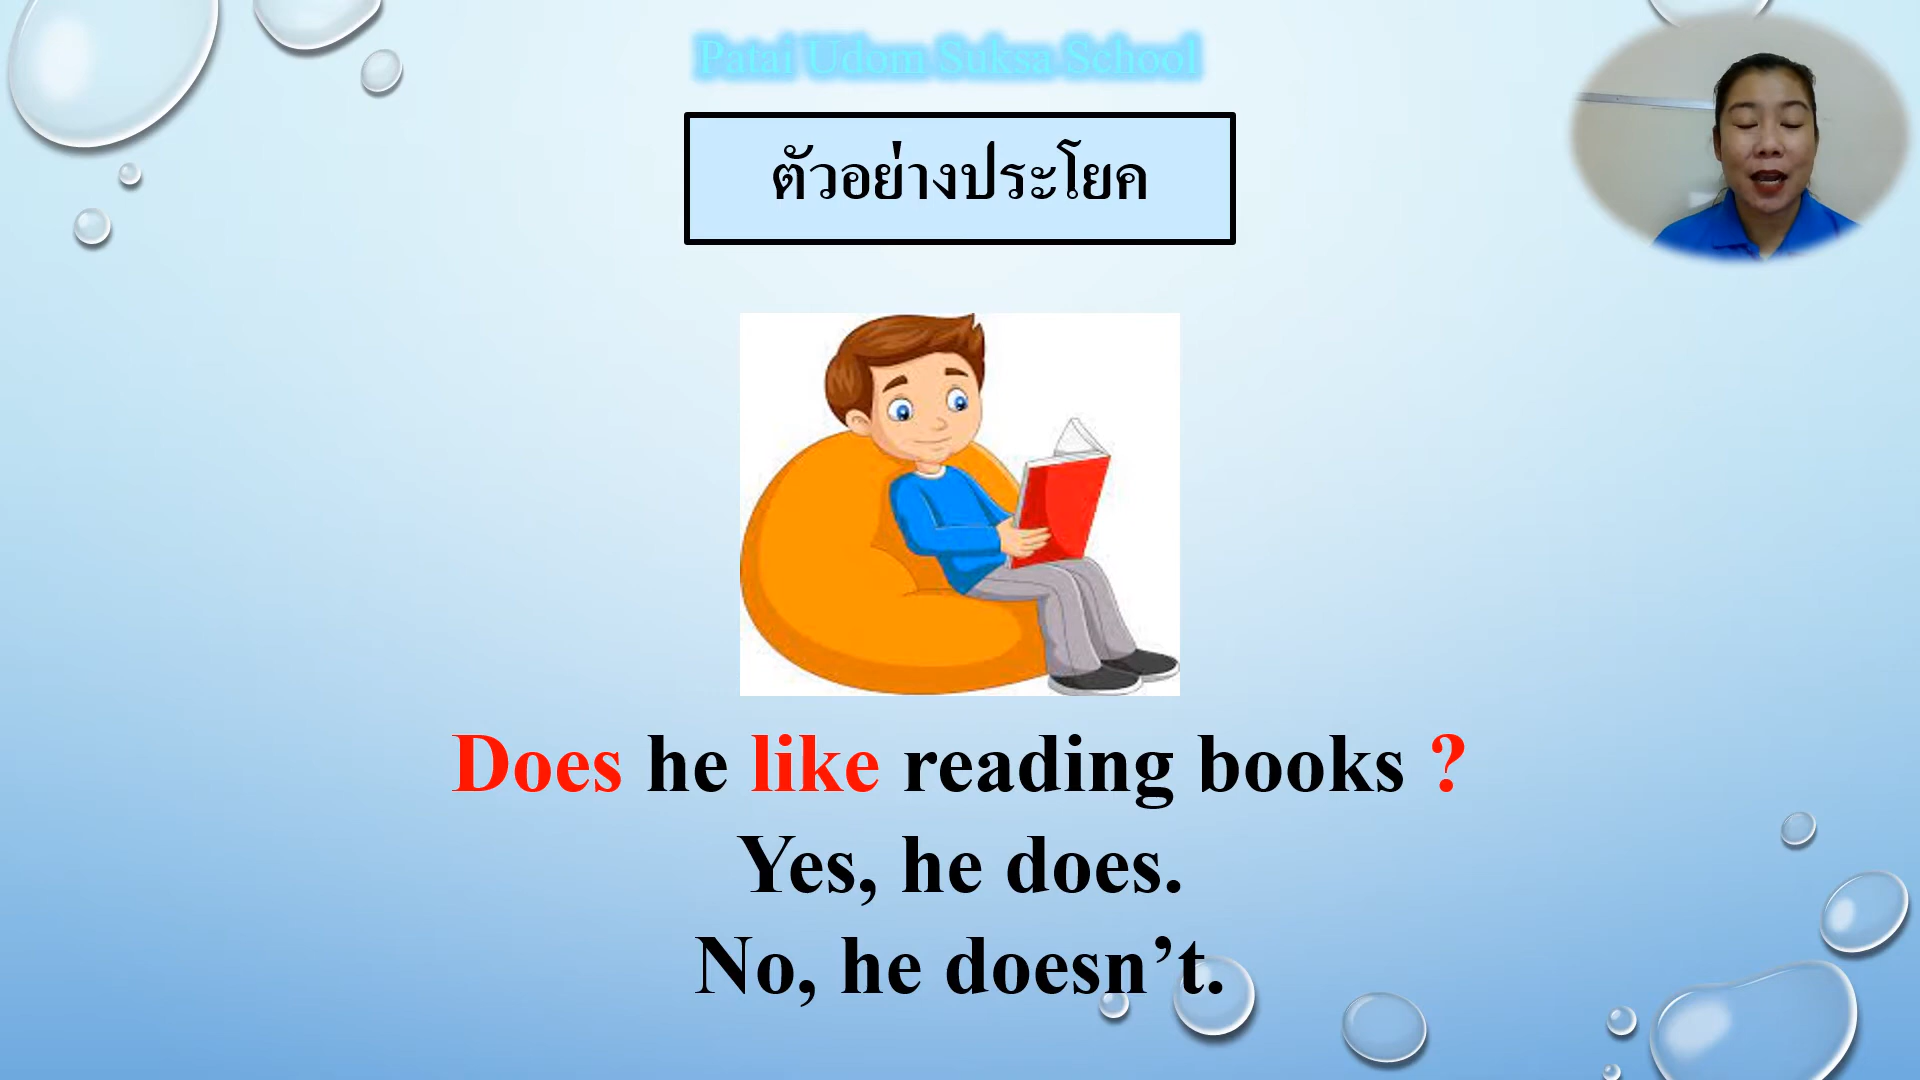 Patai Udom Suksa School
ตัวอย่างประโยค
Does he like reading books ?
Yes, he does.
No, he doesn’t.